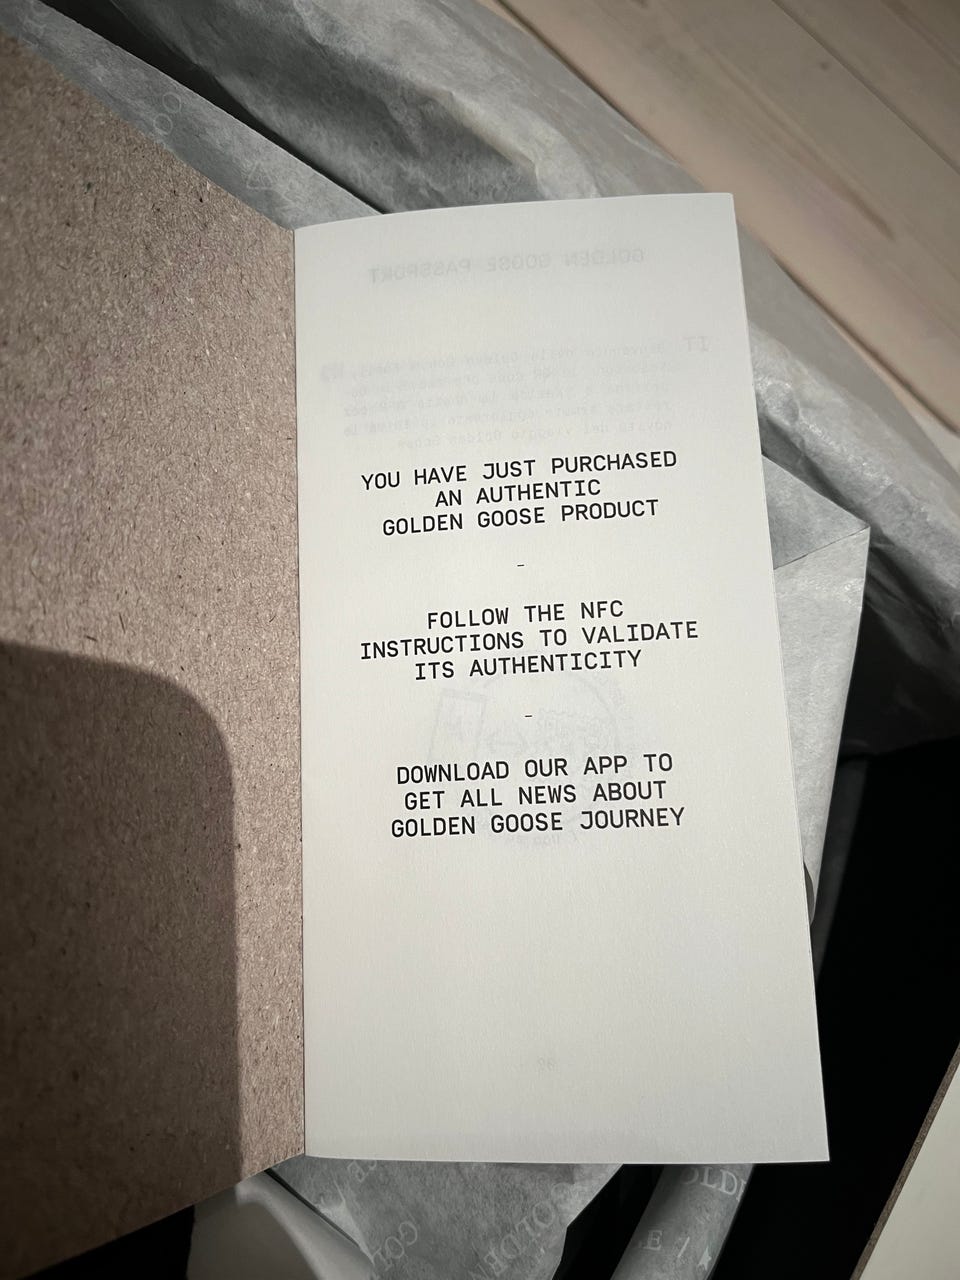 YOU HAVE JUST PURCHASED
AN AUTHENTIC
GOLDEN GOOSE PRODUCT
-
FOLLOW THE NFC
INSTRUCTIONS TO VALIDATE
ITS AUTHENTICITY
-
DOWNLOAD OUR APP TO
GET ALL NEWS ABOUT
GOLDEN GOOSE JOURNEY